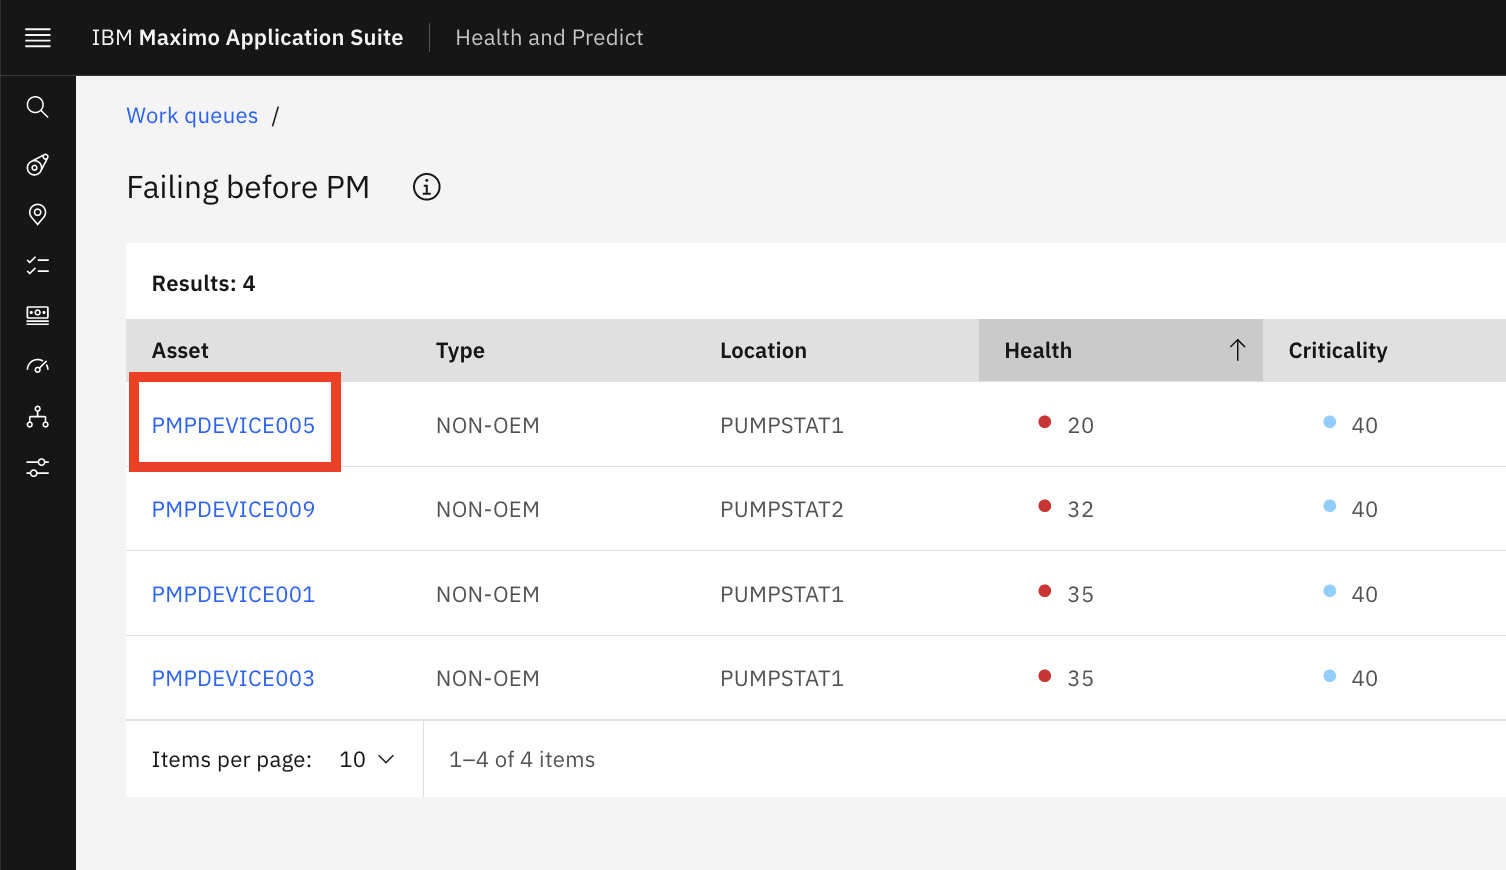 IBM Maximo Application Suite Health and Predict
Work queues /
Failing before PM
Results: 4
Asset Type Location Health Criticality
PMPDEVICE005 NON-OEM PUMPSTAT1 20 40
PMPDEVICE009 NON-OEM PUMPSTAT2 32 40
PMPDEVICE001 NON-OEM PUMPSTAT1 35 40
PMPDEVICE003 NON-OEM PUMPSTAT1 35 40
Items per page: 10 1–4 of 4 items